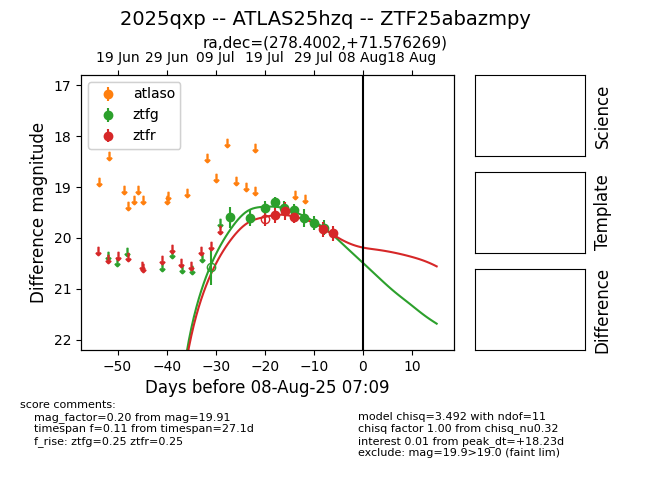 2025qxp -- ATLAS25hzq -- ZTF25abazmpy
ra,dec=(278.4002,+71.576269)
19 Jun 29 Jun 09 Jul 19 Jul 29 Jul 08 Aug 18 Aug
atlaso
ztfg
ztfr
17
18
19
20
21
22
Difference magnitude
−50 −40 −30 −20 −10 0 10
Days before 08-Aug-25 07:09
Science
Template
Difference
score comments:
mag_factor=0.20 from mag=19.91
timespan f=0.11 from timespan=27.1d
f_rise: ztfg=0.25 ztfr=0.25
model chisq=3.492 with ndof=11
chisq factor 1.00 from chisq_nu0.32
interest 0.01 from peak_dt=+18.23d
exclude: mag=19.9>19.0 (faint lim)